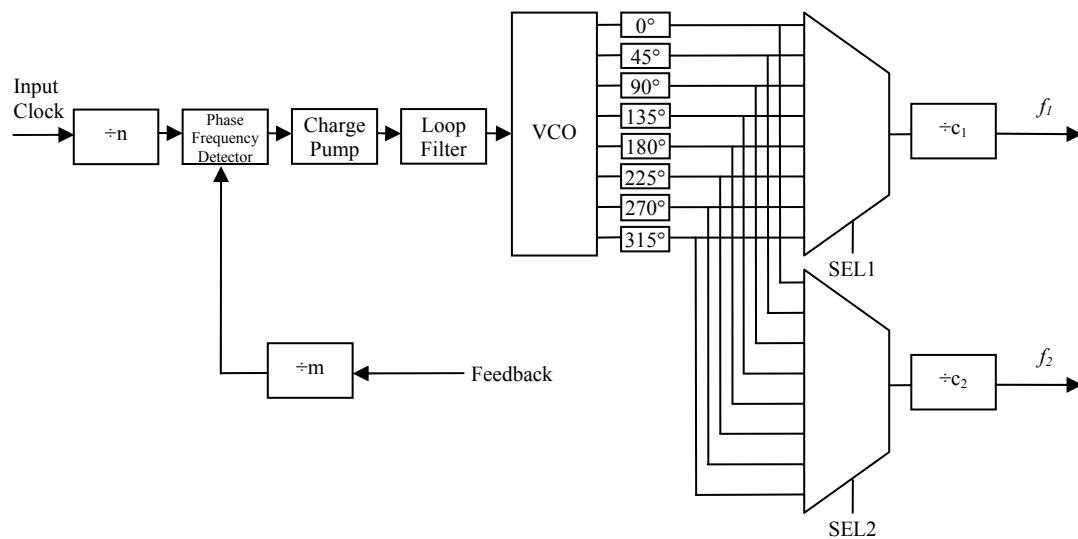 Input
Clock
÷n
Phase
Frequency
Detector
Charge
Pump
Loop
Filter
VCO
0°
45°
90°
135°
180°
225°
270°
315°
SEL1
÷c₁
f₁
÷m
Feedback
SEL2
÷c₂
f₂